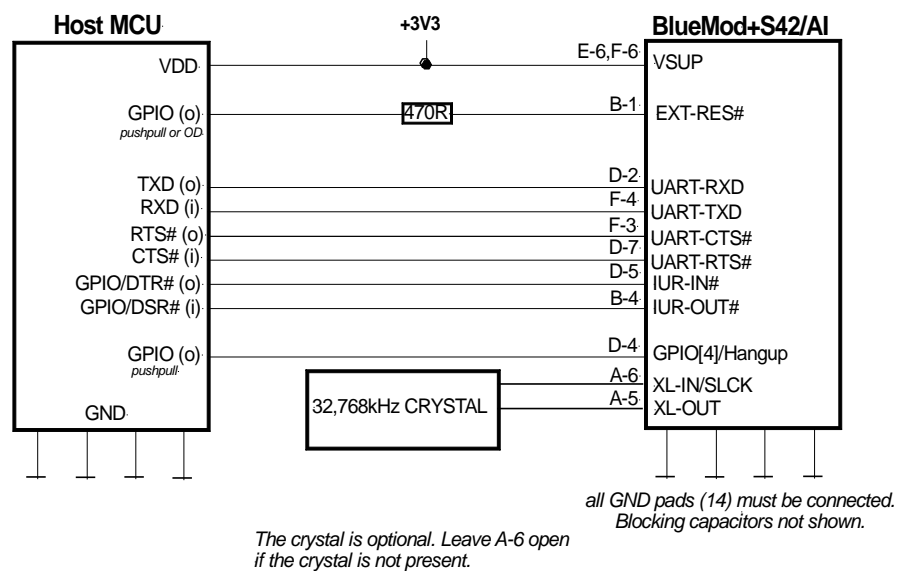 Host MCU
+3V3
BlueMod+S42/AI
VDD
E-6,F-6
VSUP
GPIO (o)
pushpull or OD
470R
B-1
EXT-RES#
TXD (o)
D-2
UART-RXD
RXD (i)
F-4
UART-TXD
RTS# (o)
F-3
UART-CTS#
CTS# (i)
D-7
UART-RTS#
GPIO/DTR# (o)
D-5
IUR-IN#
GPIO/DSR# (i)
B-4
IUR-OUT#
GPIO (o)
pushpull
D-4
GPIO[4]/Hangup
A-6
XL-IN/SLCK
32,768kHz CRYSTAL
A-5
XL-OUT
GND
all GND pads (14) must be connected.
Blocking capacitors not shown.
The crystal is optional. Leave A-6 open
if the crystal is not present.